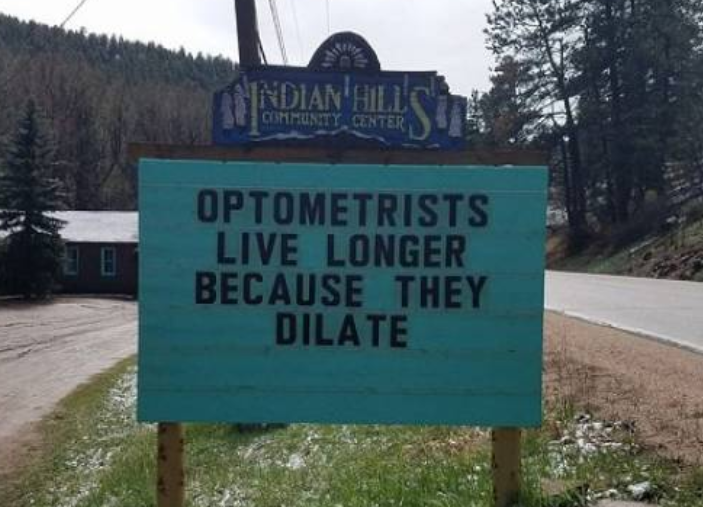 INDIAN HILLS
COMMUNITY CENTER
OPTOMETRISTS
LIVE LONGER
BECAUSE THEY
DILATE